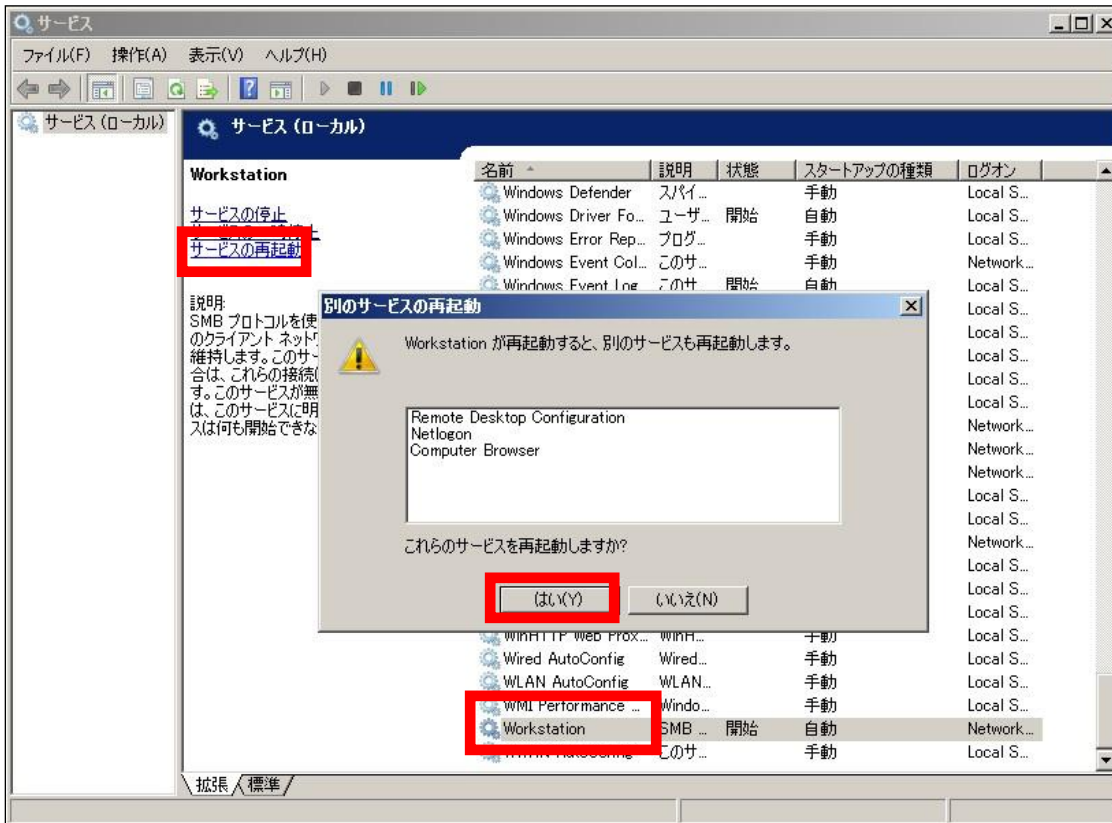 サービス
ファイル(F) 操作(A) 表示(V) ヘルプ(H)
サービス (ローカル)
サービス (ローカル)
Workstation
サービスの停止
サービスの再起動
説明:
SMB プロトコルを使
のクライアント ネット
維持します。このサー
合は、これらの接続
す。このサービスが無
は、このサービスに明
スは何も開始できな
名前 説明 状態 スタートアップの種類 ログオン
Windows Defender スパイ... 手動 Local S...
Windows Driver Fo... ユーザ... 開始 自動 Local S...
Windows Error Rep... プログ... 手動 Local S...
Windows Event Col... このサ... 手動 Network...
Windows Event Log このサ 開始 自動 Local S...
Local S...
Local S...
Local S...
Local S...
Local S...
Network...
Network...
Network...
Local S...
Local S...
Network...
Local S...
Local S...
Local S...
別のサービスの再起動
Workstation が再起動すると、別のサービスも再起動します。
Remote Desktop Configuration
Netlogon
Computer Browser
これらのサービスを再起動しますか?
はい(Y) いいえ(N)
WinHTTP Web Prox... WinH... 手動 Local S...
Wired AutoConfig Wired... 手動 Local S...
WLAN AutoConfig WLAN... 手動 Local S...
WMI Performance ... Windo... 手動 Local S...
Workstation SMB ... 開始 自動 Network...
このサ... 手動 Local S...
拡張 標準